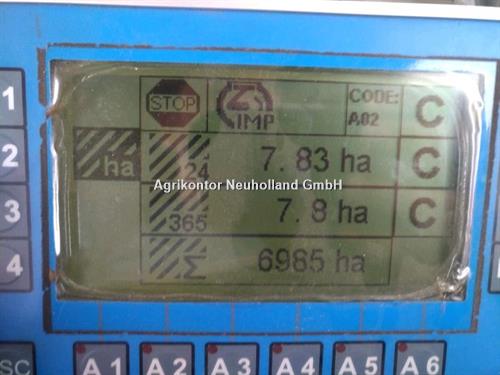 1
STOP
IMP
CODE:
A02
C
2
ha
24
7.83 ha
C
Agrikontor Neuholland GmbH
3
365
7.8 ha
C
4
Σ
6985 ha
SC
A1 A2 A3 A4 A5 A6